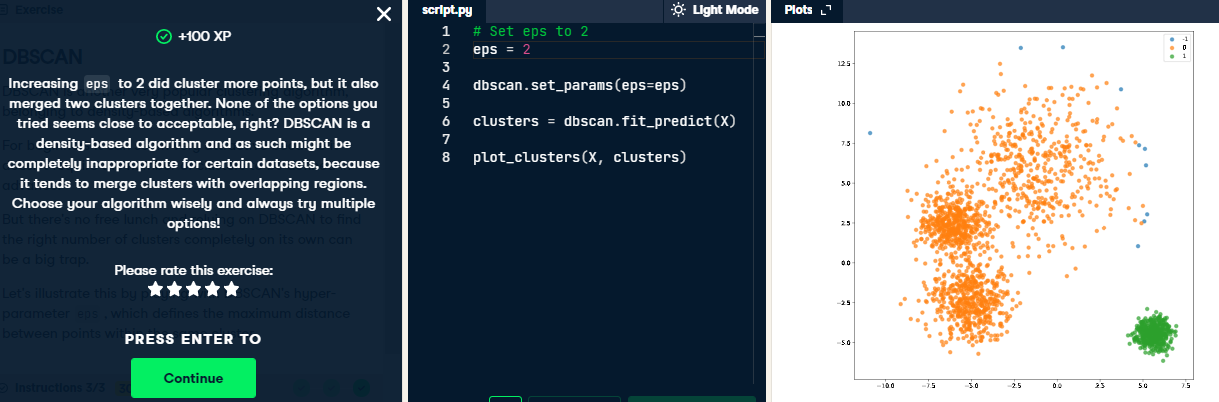 Exercise
+100 XP
DBSCAN
Increasing eps to 2 did cluster more points, but it also
merged two clusters together. None of the options you
tried seems close to acceptable, right? DBSCAN is a
density-based algorithm and as such might be
completely inappropriate for certain datasets, because
it tends to merge clusters with overlapping regions.
Choose your algorithm wisely and always try multiple
options!
But there's no free lunch
on DBSCAN to find
the right number of clusters completely on its own can
be a big trap.
Please rate this exercise:
Let's illustrate this by
DBSCAN's hyper-
parameter eps , which defines the maximum distance
between points
PRESS ENTER TO
Continue
Instructions 3/3
script.py
Light Mode
1 # Set eps to 2
2 eps = 2
3
4 dbscan.set_params(eps=eps)
5
6 clusters = dbscan.fit_predict(X)
7
8 plot_clusters(X, clusters)
Plots
-1
0
1
12.5
10.0
7.5
5.0
2.5
0.0
−2.5
−5.0
−10.0 −7.5 −5.0 −2.5 0.0 2.5 5.0 7.5